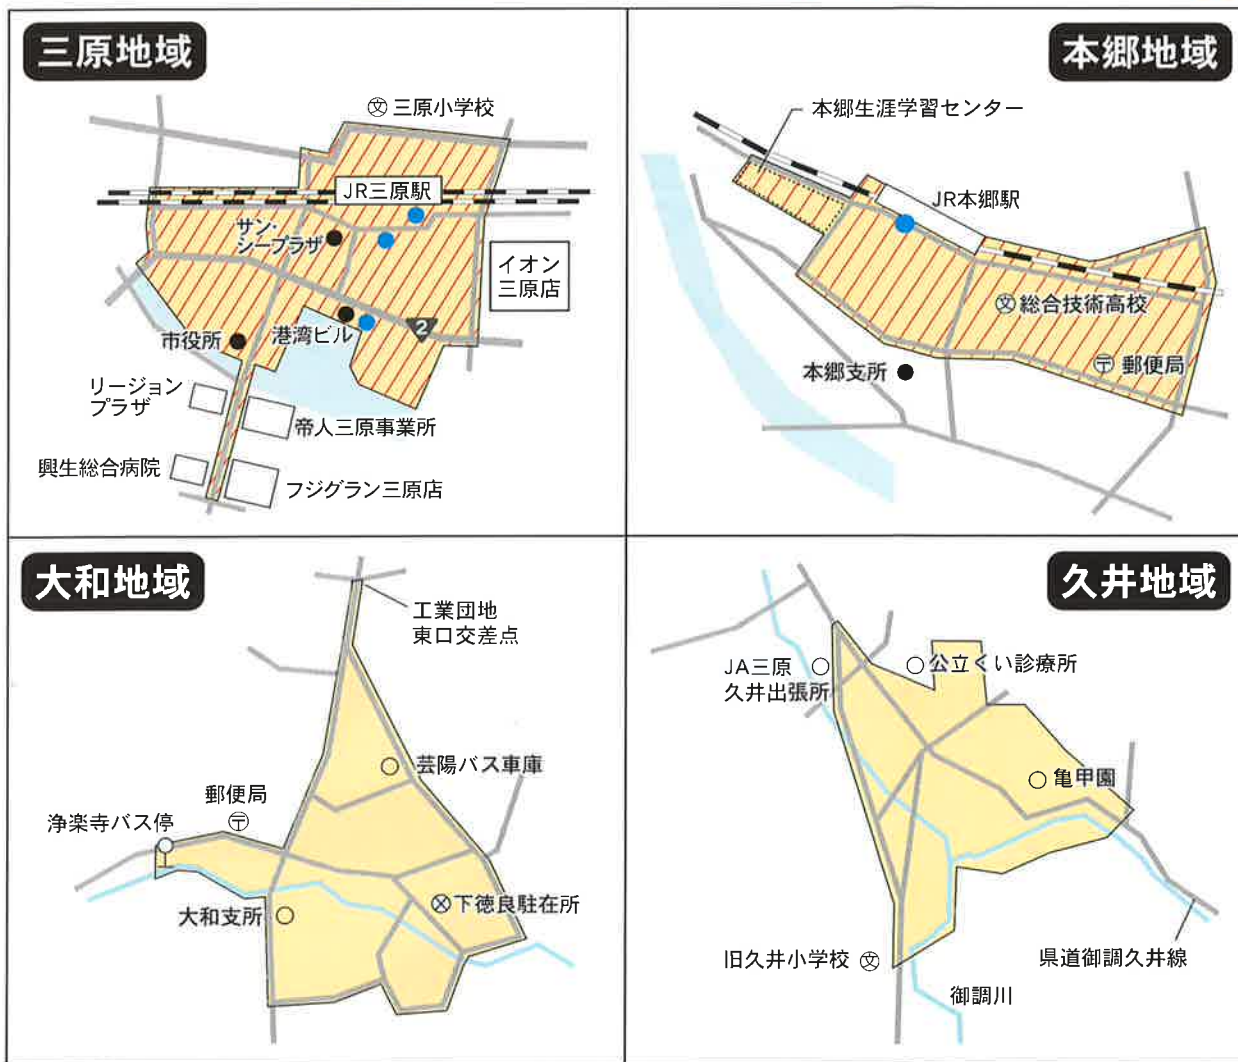 三原地域
文 三原小学校
JR三原駅
サン・
シープラザ
イオン
三原店
港湾ビル
2
市役所
リージョン
プラザ
帝人三原事業所
興生総合病院
フジグラン三原店
本郷地域
本郷生涯学習センター
JR本郷駅
文 総合技術高校
〒 郵便局
本郷支所
大和地域
工業団地
東口交差点
芸陽バス車庫
郵便局
〒
浄楽寺バス停
下徳良駐在所
大和支所
久井地域
JA三原
久井出張所
公立くい診療所
亀甲園
旧久井小学校 文
県道御調久井線
御調川